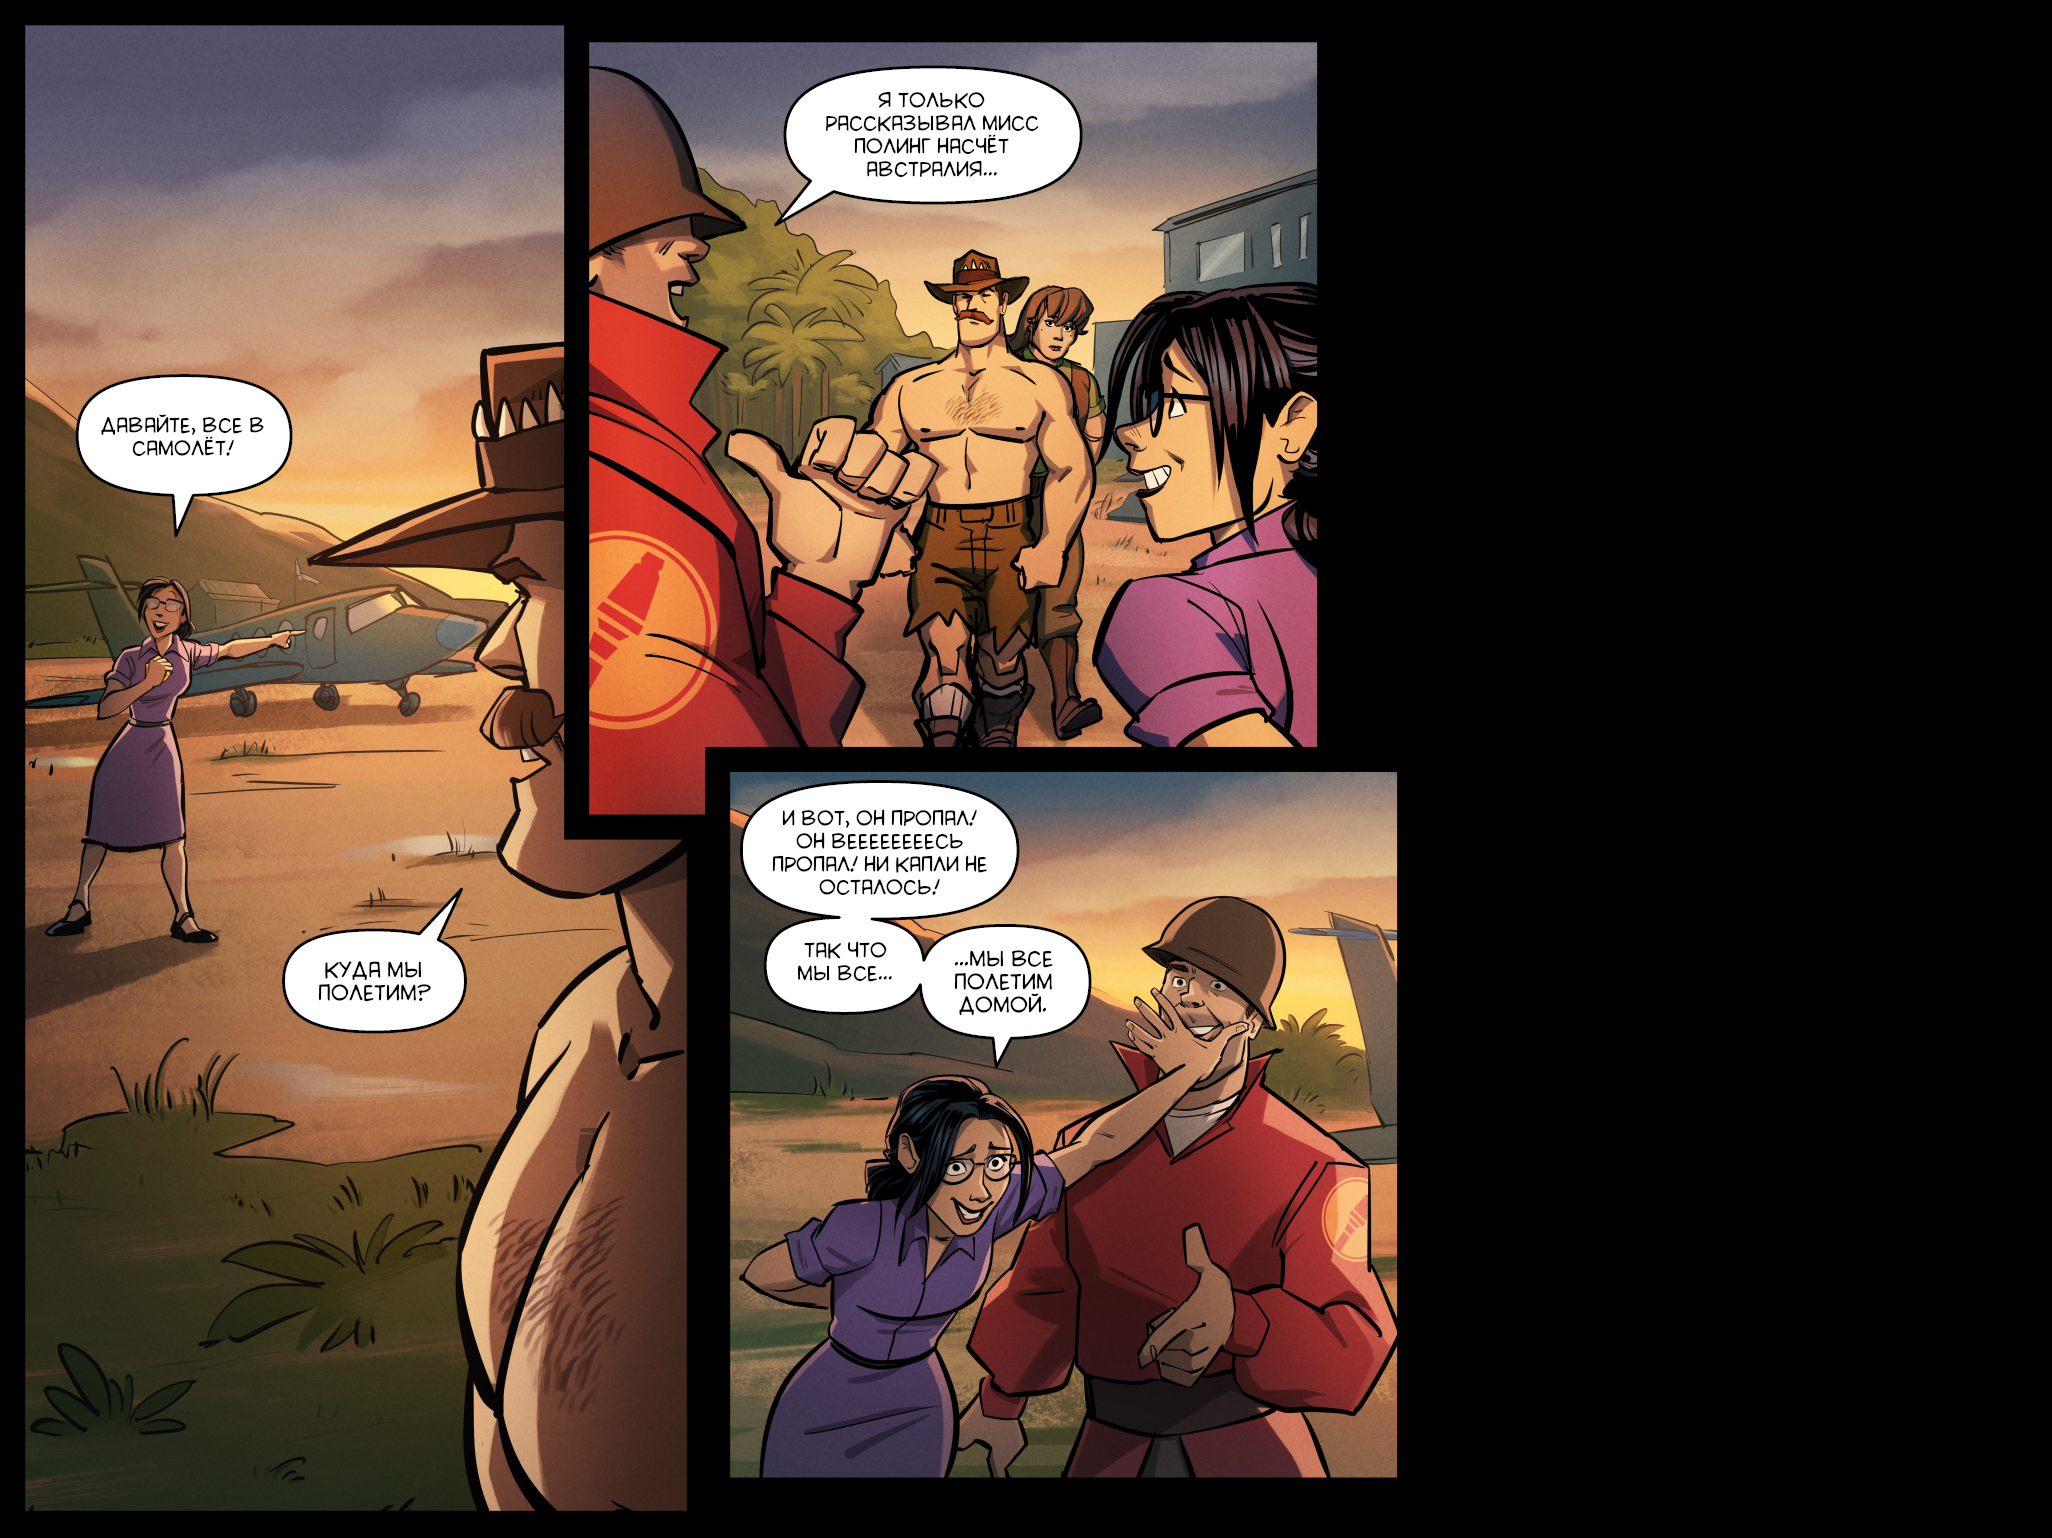 ДАВАЙТЕ, ВСЕ В
САМОЛЁТ!
КУДА МЫ
ПОЛЕТИМ?
Я ТОЛЬКО
РАССКАЗЫВАЛ МИСС
ПОЛИНГ НАСЧЁТ
АВСТРАЛИЯ...
И ВОТ, ОН ПРОПАЛ!
ОН ВЕЕЕЕЕЕЕЕСЬ
ПРОПАЛ! НИ КАПЛИ НЕ
ОСТАЛОСЬ!
ТАК ЧТО
МЫ ВСЕ...
...МЫ ВСЕ
ПОЛЕТИМ
ДОМОЙ.